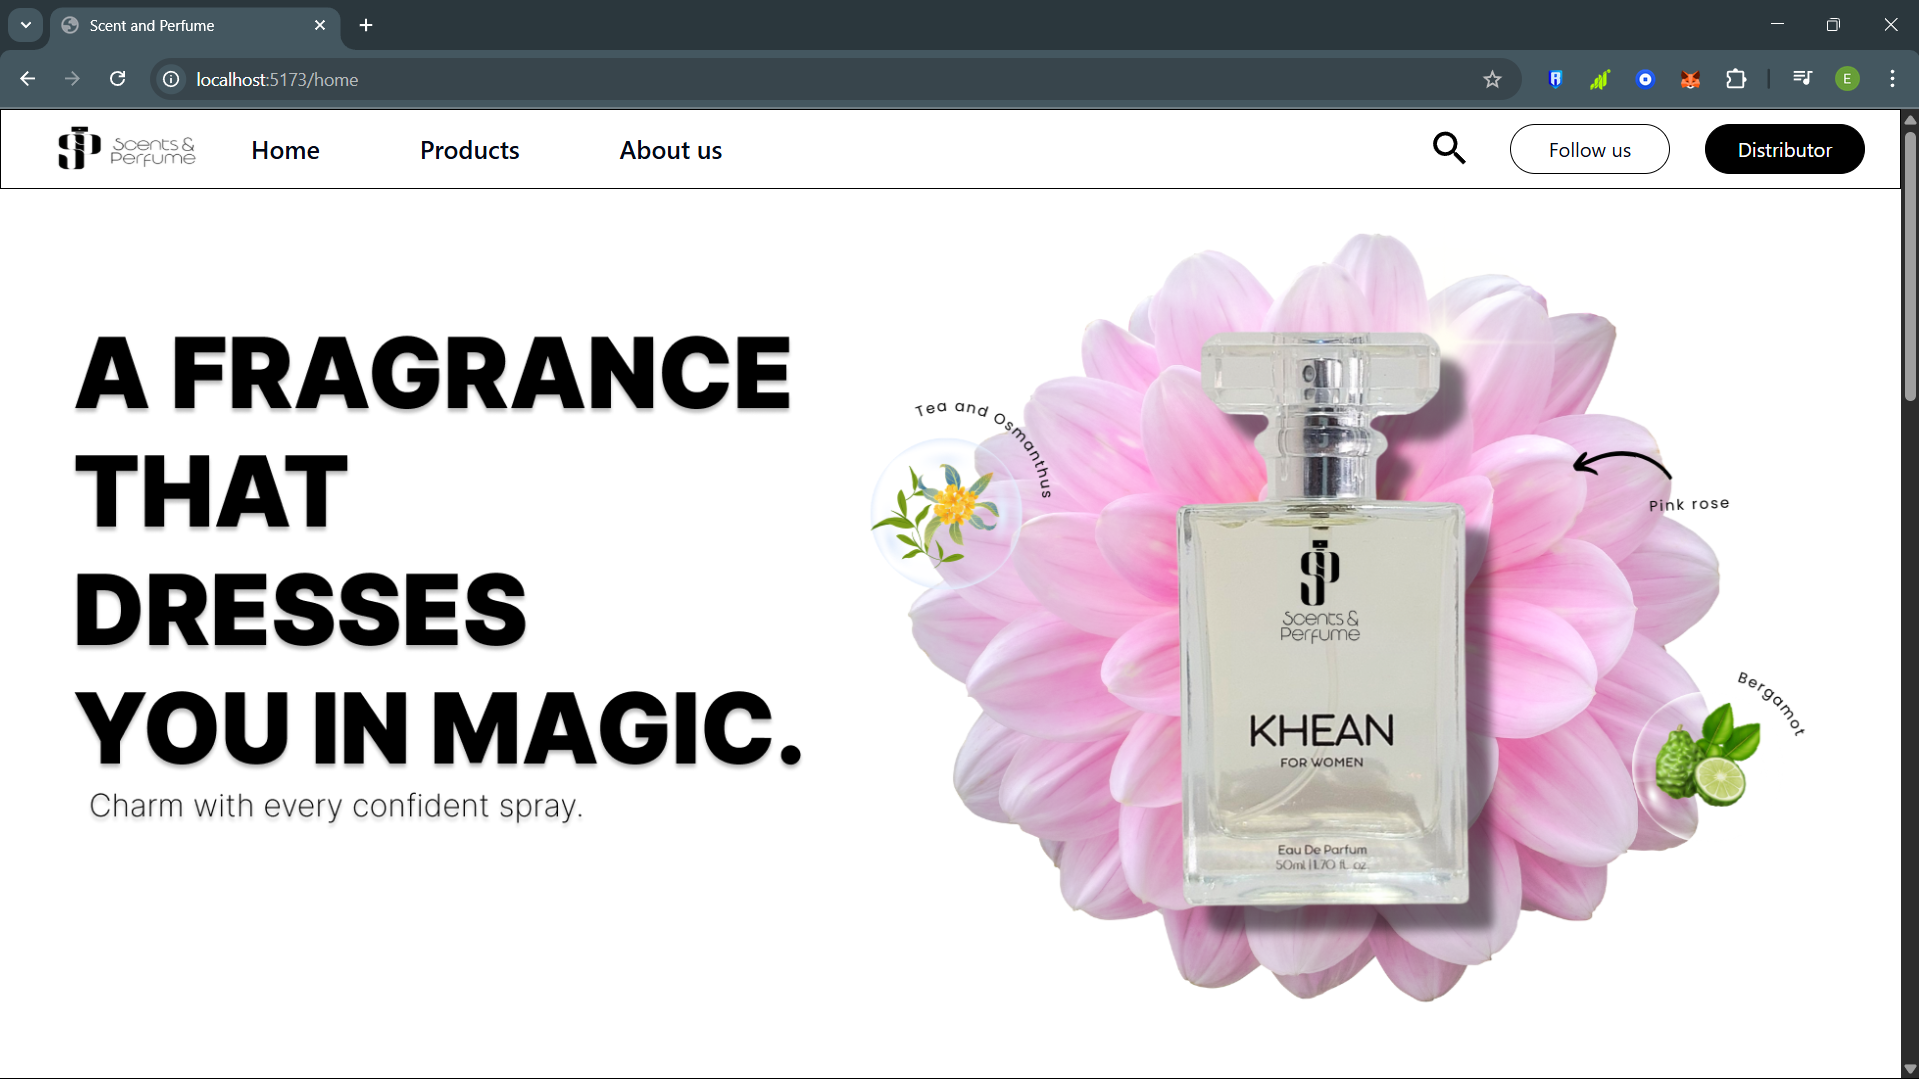 Scent and Perfume
localhost:5173/home
E
Scents &
Perfume
Home
Products
About us
Follow us
Distributor
A FRAGRANCE
THAT
DRESSES
YOU IN MAGIC.
Charm with every confident spray.
Tea and Osmanthus
Pink rose
Bergamot
Scents &
Perfume
KHEAN
FOR WOMEN
Eau De Parfum
50ml | 1.70 fl. oz.